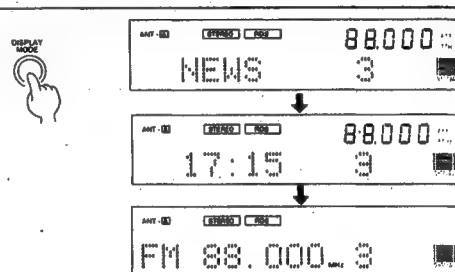 DISPLAY
MODE
ANT - A STEREO RDS 88.000
NEWS 3
ANT - A STEREO RDS 88.000
17:15 3
ANT - A STEREO RDS
FM 88.000 MHz 3